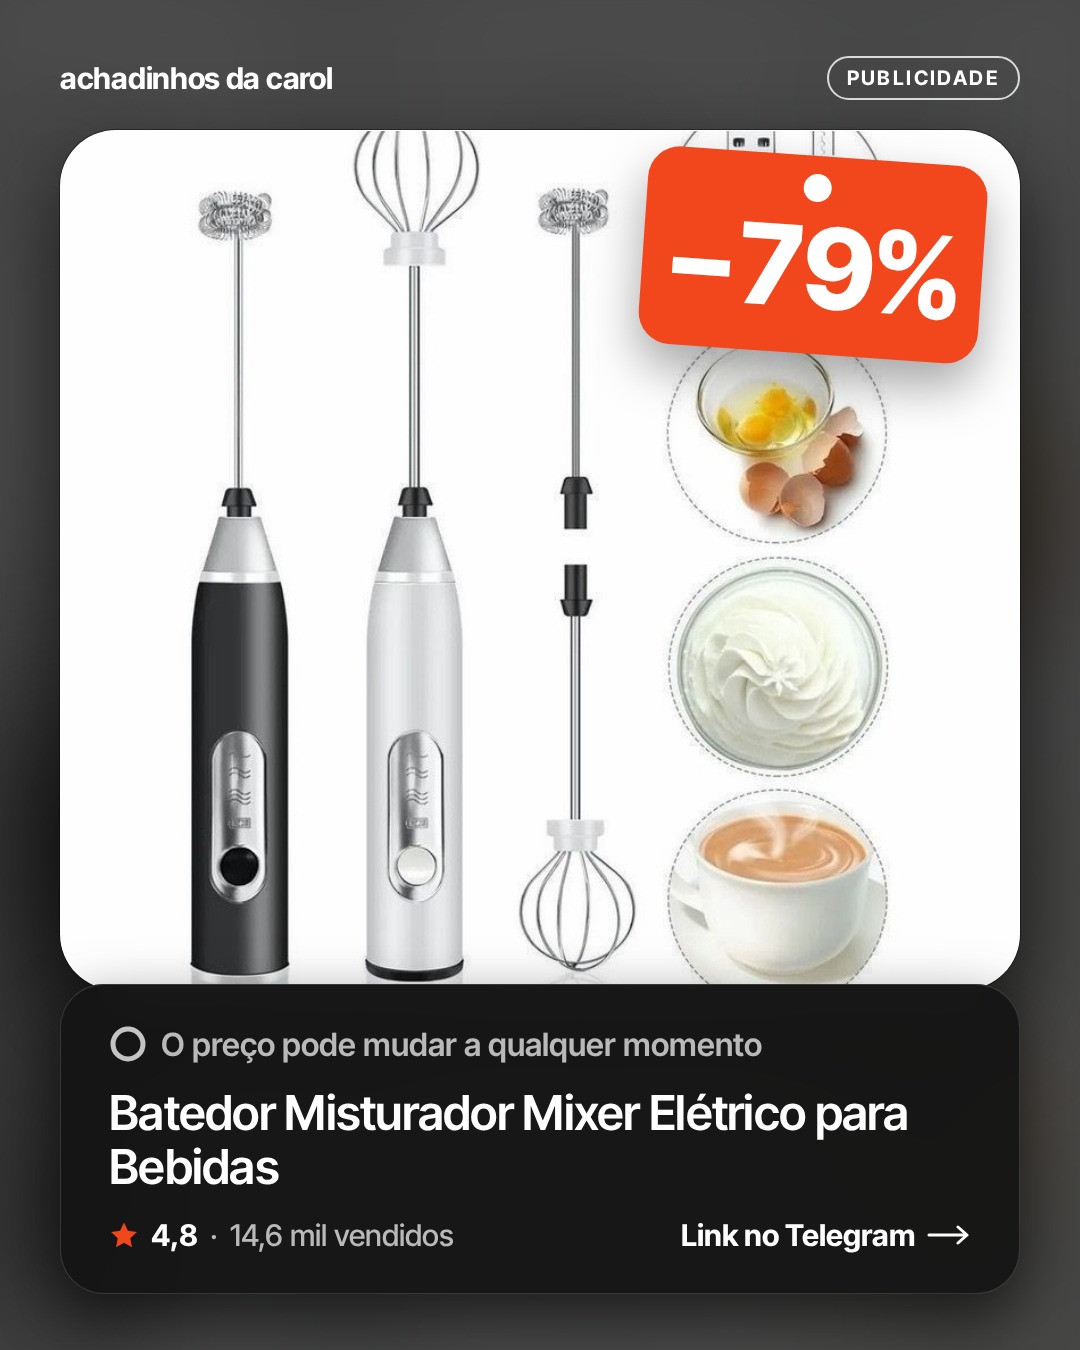 achadinhos da carol
PUBLICIDADE
−79%
O preço pode mudar a qualquer momento
Batedor Misturador Mixer Elétrico para
Bebidas
4,8 · 14,6 mil vendidos
Link no Telegram →